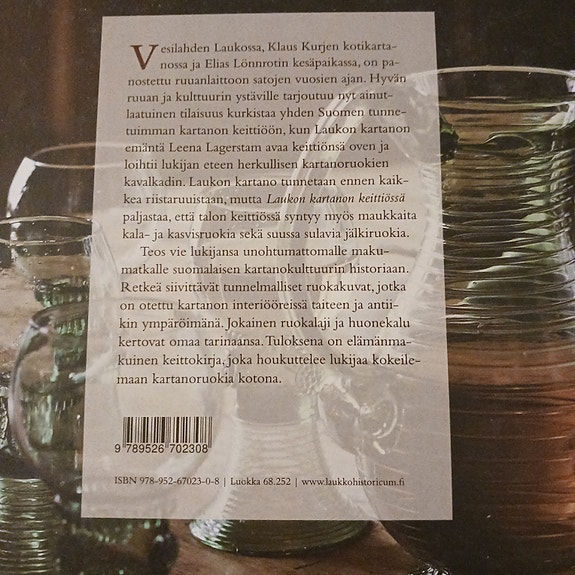 Vesilahden Laukossa, Klaus Kurjen kotikarta-
nossa ja Elias Lönnrotin kesäpaikassa, on pa-
nostettu ruuanlaittoon satojen vuosien ajan. Hyvän
ruuan ja kulttuurin ystäville tarjoutuu nyt ainut-
laatuinen tilaisuus kurkistaa yhden Suomen tunne-
tuimman kartanon keittiöön, kun Laukon kartanon
emäntä Leena Lagerstam avaa keittiönsä oven ja
loihtii lukijan eteen herkullisen kartanoruokien
kavalkadin. Laukon kartano tunnetaan ennen kaik-
kea riistaruuistaan, mutta Laukon kartanon keittiössä
paljastaa, että talon keittiössä syntyy myös maukkaita
kala- ja kasvisruokia sekä suussa sulavia jälkiruokia.
Teos vie lukijansa unohtumattomalle maku-
matkalle suomalaisen kartanokulttuurin historiaan.
Retkeä siivittävät tunnelmalliset ruokakuvat, jotka
on otettu kartanon interiööreissä taiteen ja antii-
kin ympäröimänä. Jokainen ruokalaji ja huonekalu
kertovat omaa tarinaansa. Tuloksena on elämänma-
kuinen keittokirja, joka houkuttelee lukijaa kokeile-
maan kartanoruokia kotona.
9 789526 702308
ISBN 978-952-67023-0-8 | Luokka 68.252 | www.laukkohistoricum.fi